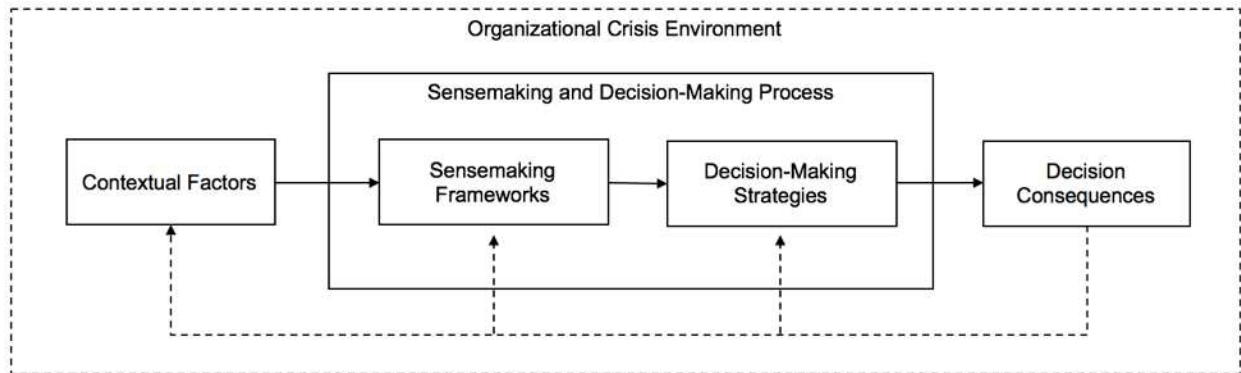 Organizational Crisis Environment
Sensemaking and Decision-Making Process
Contextual Factors
Sensemaking
Frameworks
Decision-Making
Strategies
Decision
Consequences